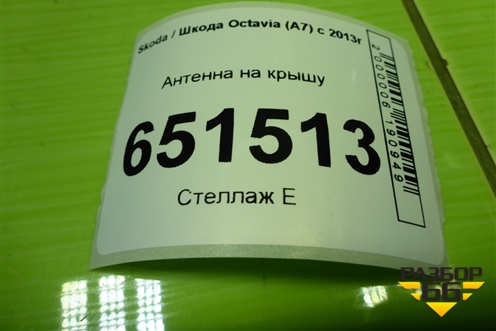 Skoda / Шкода Octavia (A7) с 2013г
Антенна на крышу
651513
Стеллаж Е
2000006190949
РАЗБОР
66